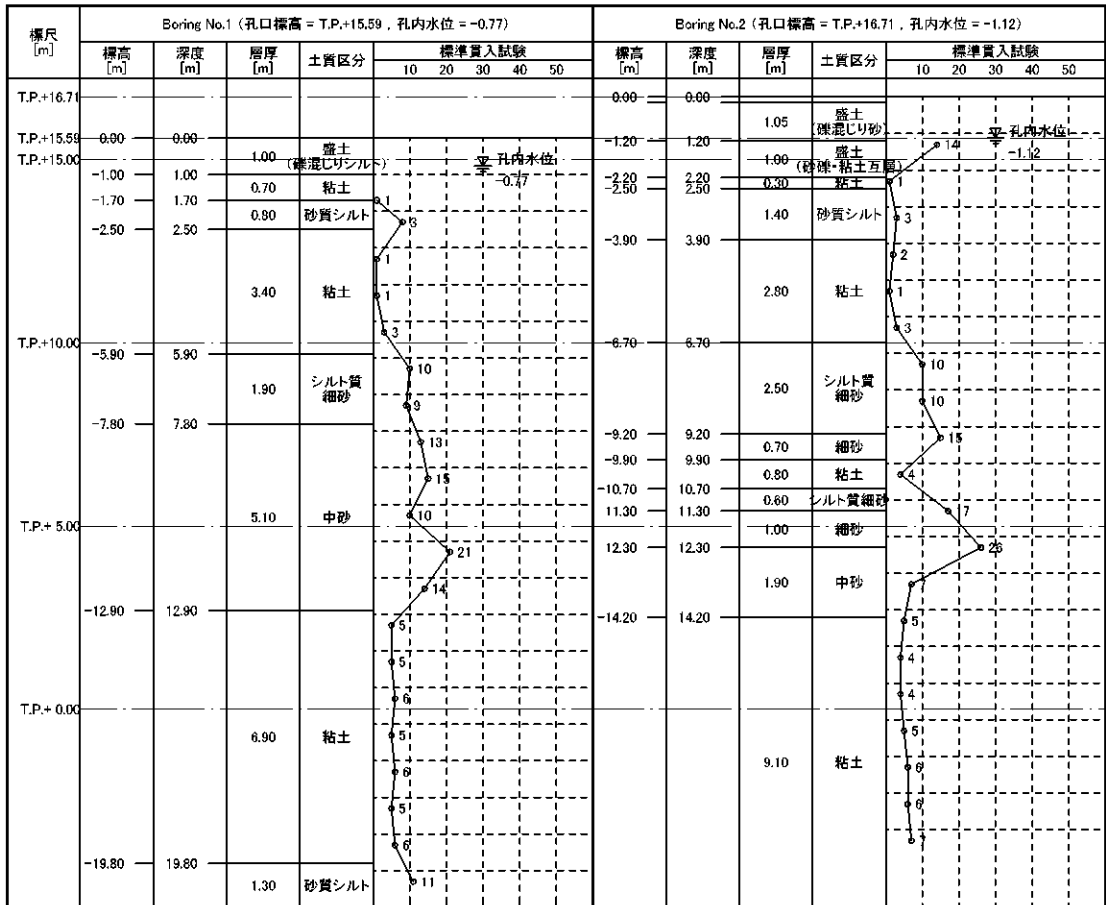 Boring No.1 (孔口標高 = T.P.+15.59 , 孔内水位 = -0.77)
Boring No.2 (孔口標高 = T.P.+16.71 , 孔内水位 = -1.12)
標尺
[m]
標高
[m]
深度
[m]
層厚
[m]
土質区分
標準貫入試験
10 20 30 40 50
標高
[m]
深度
[m]
層厚
[m]
土質区分
標準貫入試験
10 20 30 40 50
T.P.+16.71
T.P.+15.59
T.P.+15.00
T.P.+10.00
T.P.+ 5.00
T.P.+ 0.00
0.00 0.00
1.00 盛土
(礫混じりシルト)
-1.00 1.00
0.70 粘土
-1.70 1.70
0.80 砂質シルト
-2.50 2.50
3.40 粘土
-5.90 5.90
1.90 シルト質
細砂
-7.80 7.80
5.10 中砂
-12.90 12.90
6.90 粘土
-19.80 19.80
1.30 砂質シルト
孔内水位
-0.77
1
3
1
1
3
10
9
13
15
10
21
14
5
5
6
5
6
5
6
11
0.00 0.00
1.05 盛土
(礫混じり砂)
-1.20 1.20
1.00 盛土
(砂礫・粘土互層)
-2.20 2.20
0.30 粘土
-2.50 2.50
1.40 砂質シルト
-3.90 3.90
2.80 粘土
-6.70 6.70
2.50 シルト質
細砂
-9.20 9.20
0.70 細砂
-9.90 9.90
0.80 粘土
-10.70 10.70
0.60 シルト質細砂
11.30 11.30
1.00 細砂
12.30 12.30
1.90 中砂
-14.20 14.20
9.10 粘土
孔内水位
-1.12
14
1
3
2
1
3
10
10
15
4
17
26
7
5
4
4
5
6
6
7